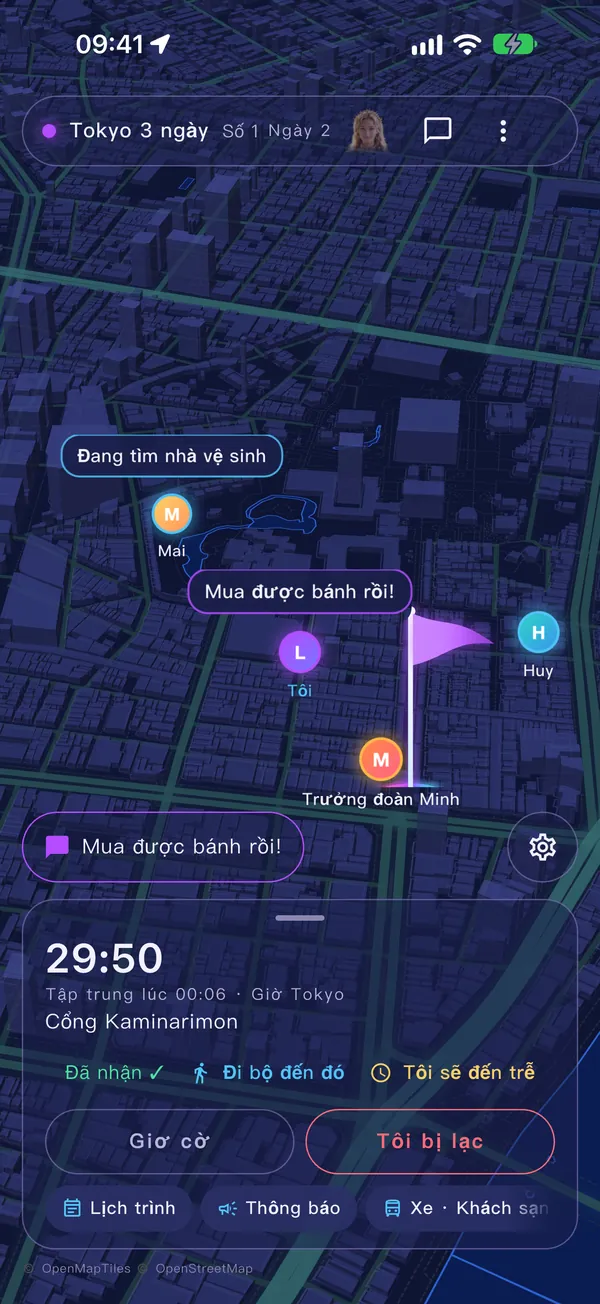 09:41
Tokyo 3 ngày Số 1 Ngày 2
Đang tìm nhà vệ sinh
M
Mai
Mua được bánh rồi!
L
Tôi
H
Huy
M
Trưởng đoàn Minh
Mua được bánh rồi!
29:50
Tập trung lúc 00:06 · Giờ Tokyo
Cổng Kaminarimon
Đã nhận ✓ Đi bộ đến đó Tôi sẽ đến trễ
Giơ cờ Tôi bị lạc
Lịch trình Thông báo Xe · Khách sạn
© OpenMapTiles © OpenStreetMap